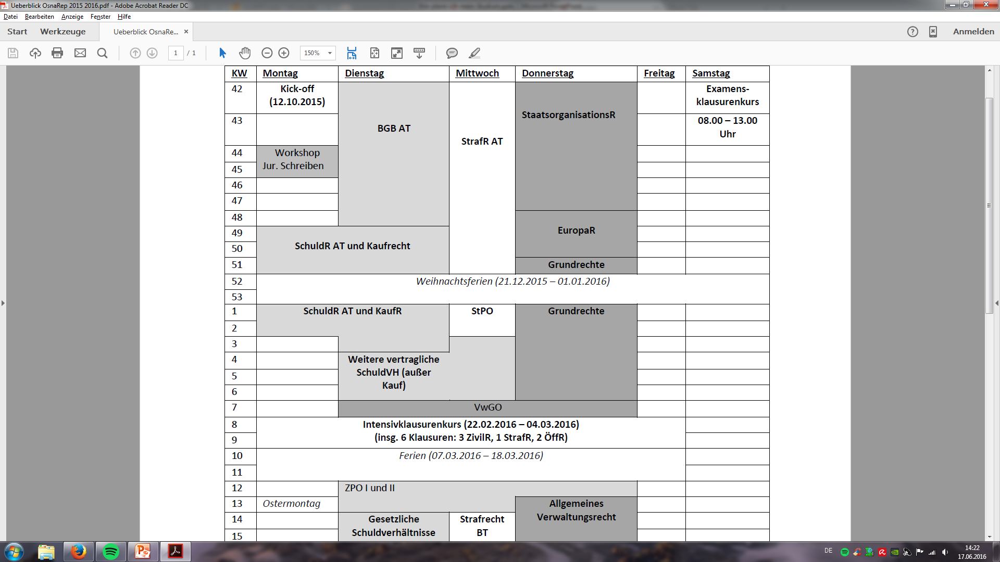 Ueberblick OsnaRep 2015 2016.pdf - Adobe Acrobat Reader DC
Datei Bearbeiten Anzeige Fenster Hilfe
Start Werkzeuge Ueberblick OsnaRe... × Anmelden
1 / 1 150%
KW Montag Dienstag Mittwoch Donnerstag Freitag Samstag
42 Kick-off Examens-
(12.10.2015) klausurenkurs
StaatsorganisationsR
43 08.00 – 13.00
BGB AT Uhr
StrafR AT
44 Workshop
45 Jur. Schreiben
46
47
48
EuropaR
49
50 SchuldR AT und Kaufrecht
51 Grundrechte
52 Weihnachtsferien (21.12.2015 – 01.01.2016)
53
1 SchuldR AT und KaufR StPO Grundrechte
2
3
4 Weitere vertragliche
5 SchuldVH (außer
6 Kauf)
7 VwGO
8 Intensivklausurenkurs (22.02.2016 – 04.03.2016)
9 (insg. 6 Klausuren: 3 ZivilR, 1 StrafR, 2 ÖffR)
10 Ferien (07.03.2016 – 18.03.2016)
11
12 ZPO I und II
13 Ostermontag Allgemeines
Verwaltungsrecht
14 Gesetzliche Strafrecht
15 Schuldverhältnisse BT
DE 14:22
17.06.2016